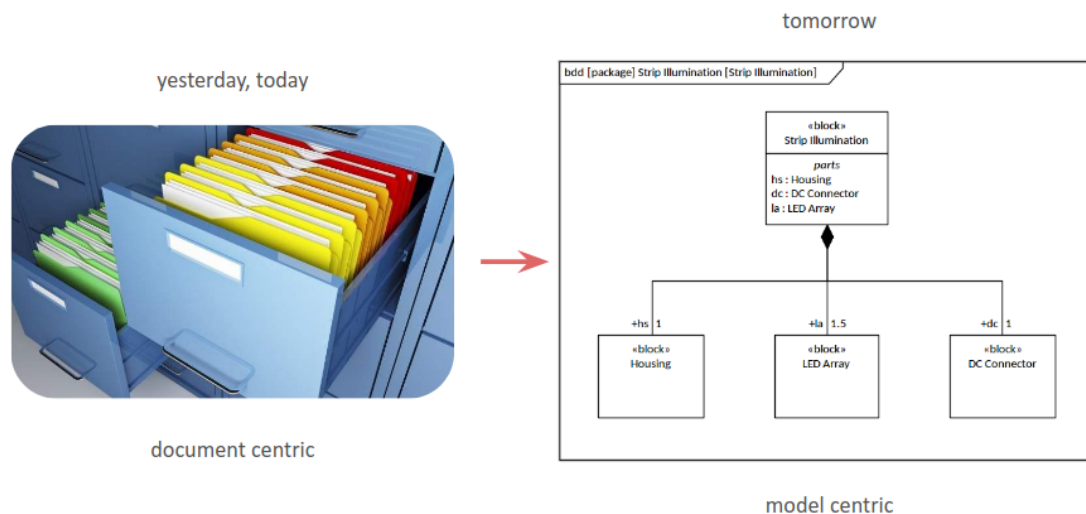 yesterday, today
document centric
tomorrow
bdd [package] Strip Illumination [Strip Illumination]
«block»
Strip Illumination
parts
hs : Housing
dc : DC Connector
la : LED Array
+hs 1
+la 1.5
+dc 1
«block»
Housing
«block»
LED Array
«block»
DC Connector
model centric